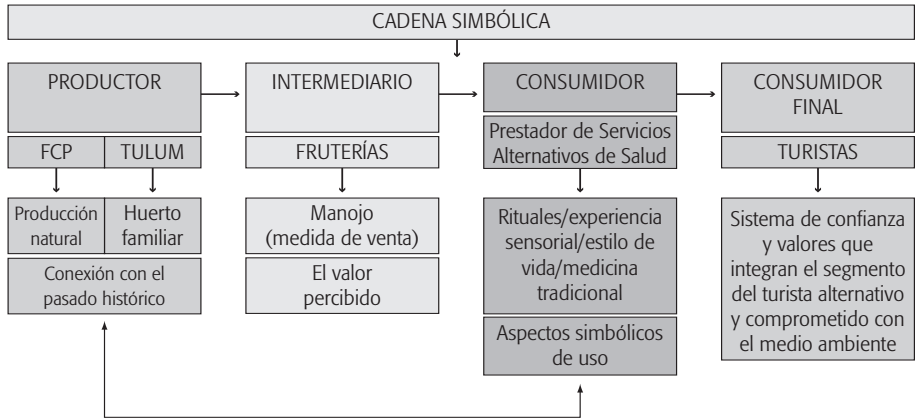 CADENA SIMBÓLICA
PRODUCTOR
FCP
TULUM
Producción
natural
Huerto
familiar
Conexión con el
pasado histórico
INTERMEDIARIO
FRUTERÍAS
Manojo
(medida de venta)
El valor
percibido
CONSUMIDOR
Prestador de Servicios
Alternativos de Salud
Rituales/experiencia
sensorial/estilo de
vida/medicina
tradicional
Aspectos simbólicos
de uso
CONSUMIDOR
FINAL
TURISTAS
Sistema de confianza
y valores que
integran el segmento
del turista alternativo
y comprometido con
el medio ambiente